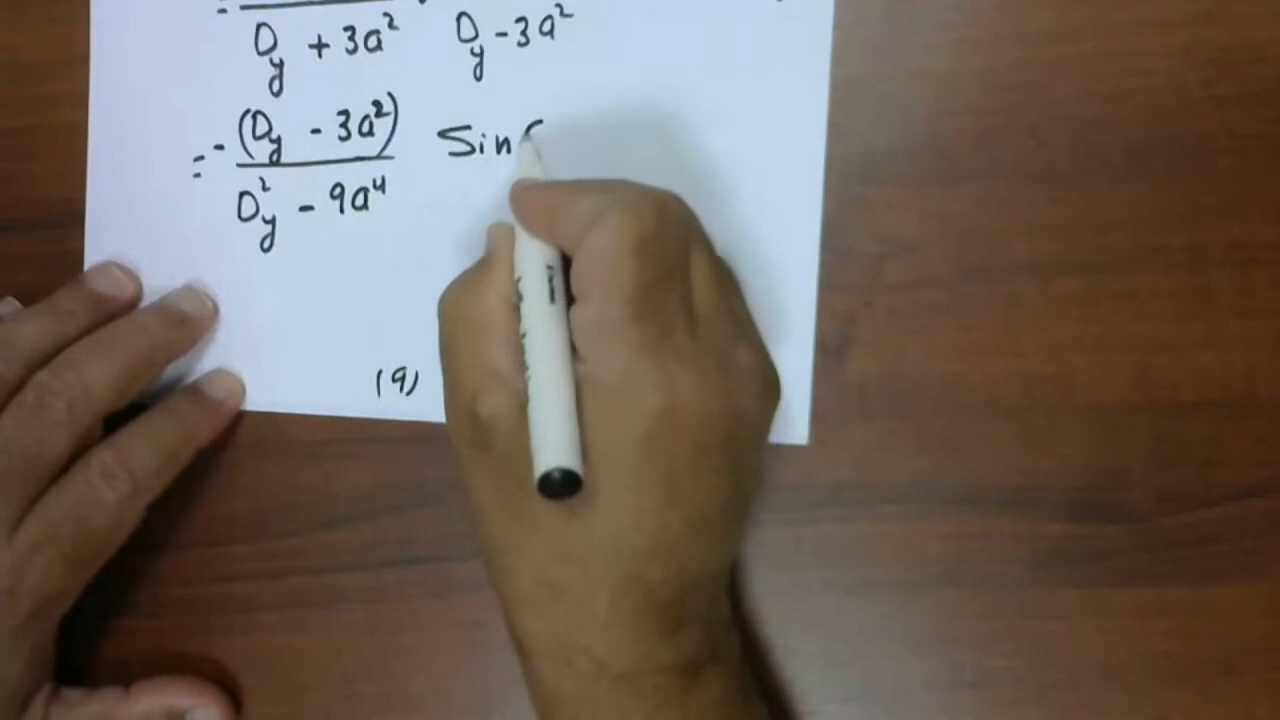 = D_y + 3a² D_y - 3a²
= -(D_y - 3a²) Sin(
D_y² - 9a⁴
(9)